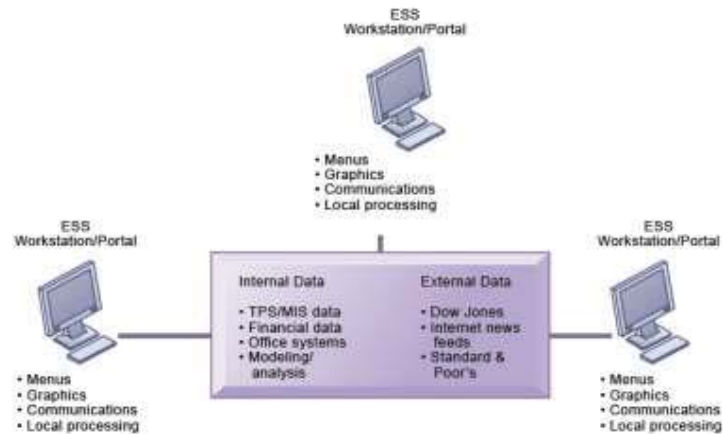 ESS
Workstation/Portal
• Menus
• Graphics
• Communications
• Local processing
ESS
Workstation/Portal
• Menus
• Graphics
• Communications
• Local processing
Internal Data
• TPS/MIS data
• Financial data
• Office systems
• Modeling/
analysis
External Data
• Dow Jones
• Internet news
feeds
• Standard &
Poor's
ESS
Workstation/Portal
• Menus
• Graphics
• Communications
• Local processing